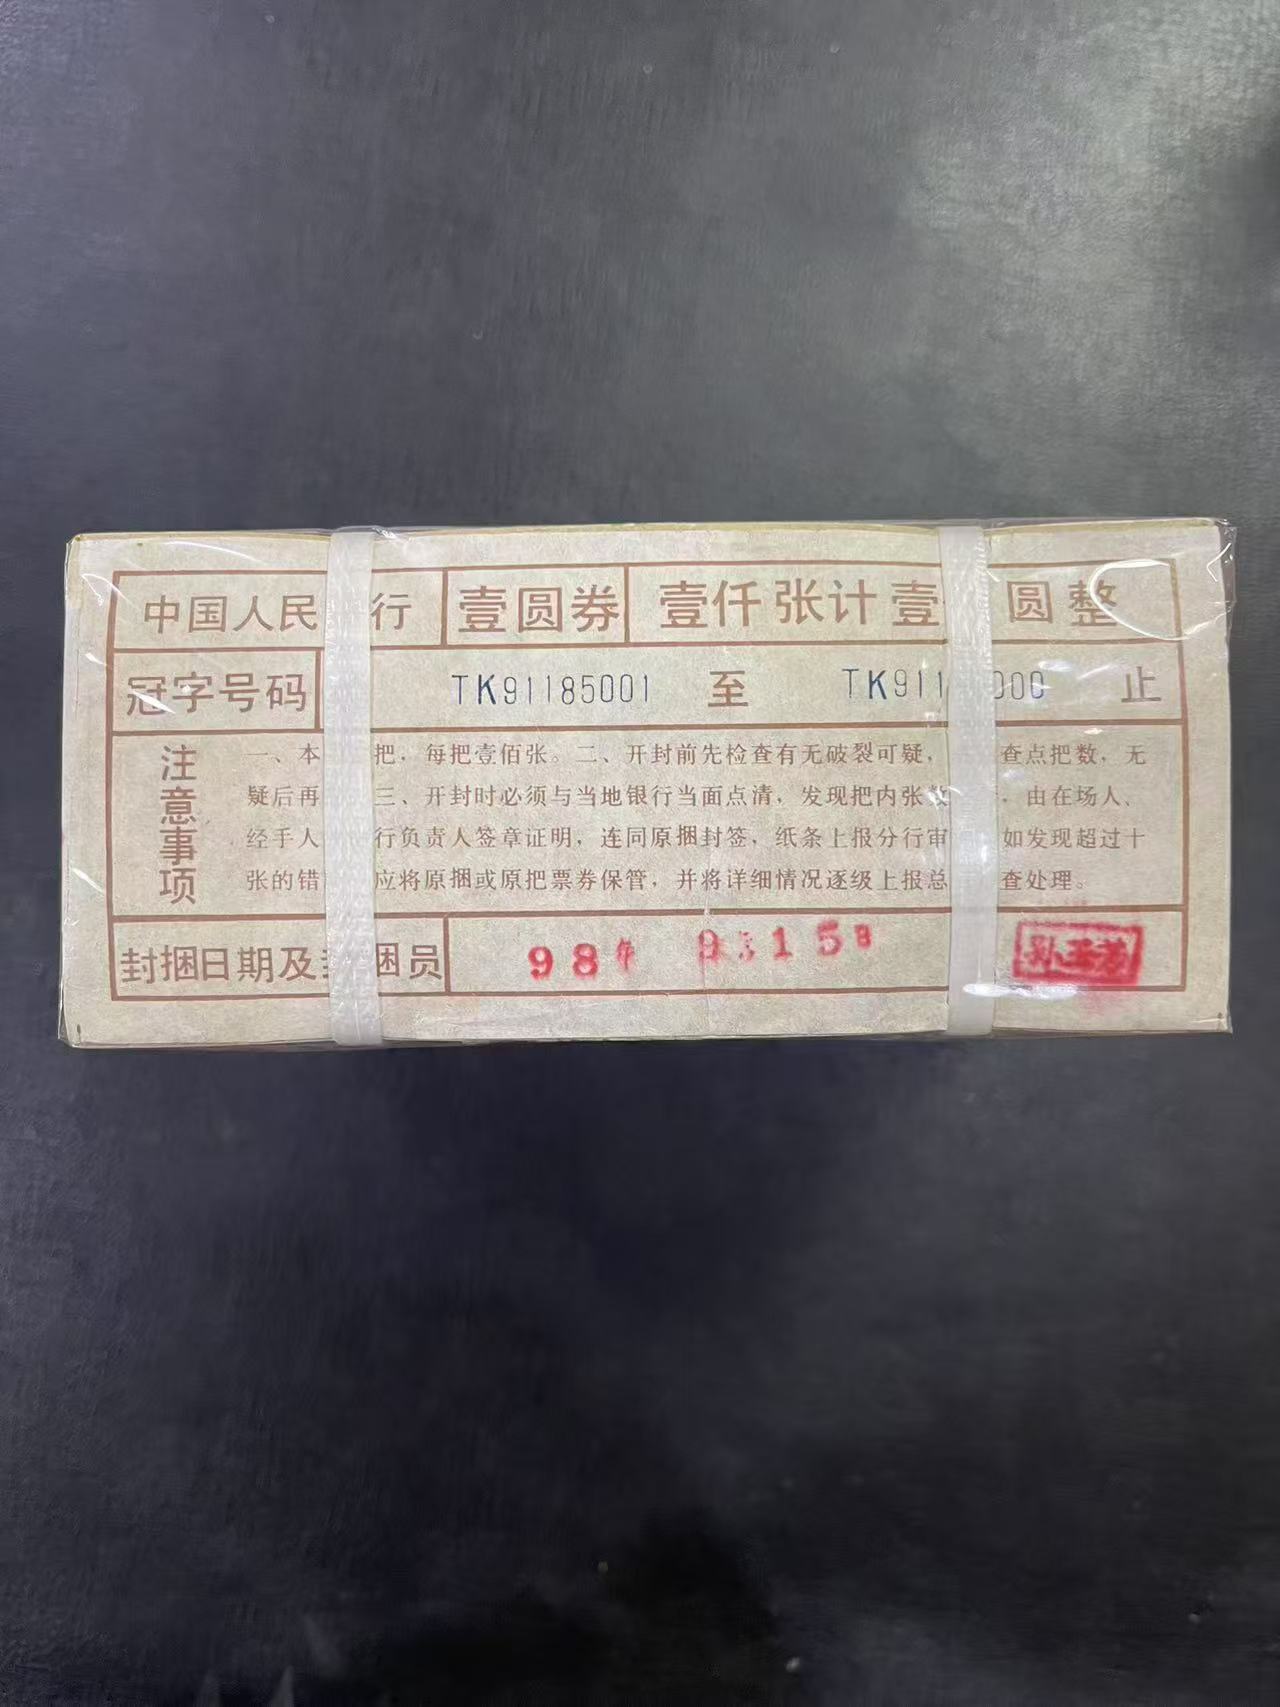 中国人民 行 壹圆券 壹仟张计壹 圆整
冠字号码 TK91185001 至 TK911 000 止
注意事项
一、本 把，每把壹佰张。二、开封前先检查有无破裂可疑， 查点把数，无
疑后再 三、开封时必须与当地银行当面点清，发现把内张 ，由在场人、
经手人 行负责人签章证明，连同原捆封签，纸条上报分行审 如发现超过十
张的错 应将原捆或原把票券保管，并将详细情况逐级上报总 查处理。
封捆日期及 捆员 98年 15日